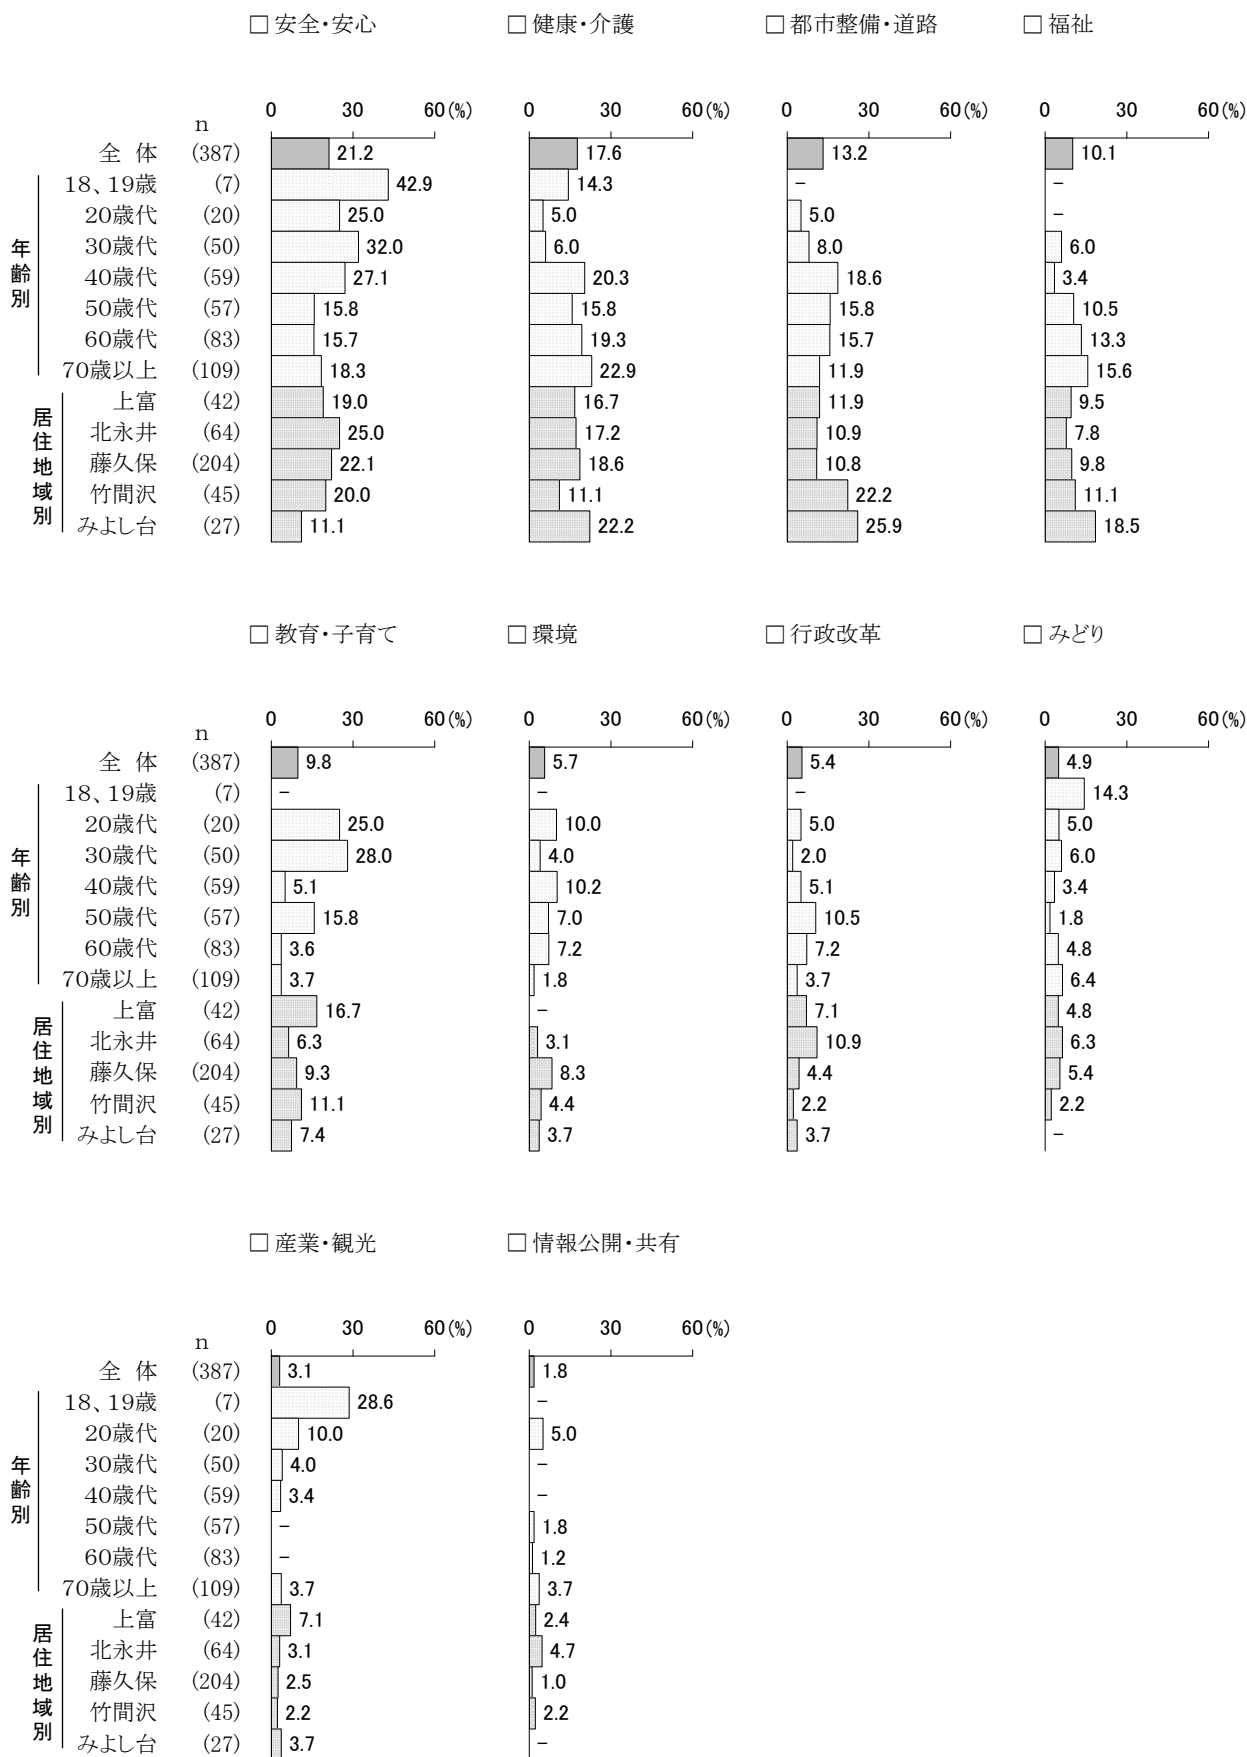 □ 安全・安心 □ 健康・介護 □ 都市整備・道路 □ 福祉
0 30 60(%) 0 30 60(%) 0 30 60(%) 0 30 60(%)
n
全 体 (387) 21.2 17.6 13.2 10.1
年齢別
18、19歳 (7) 42.9 14.3 － －
20歳代 (20) 25.0 5.0 5.0 －
30歳代 (50) 32.0 6.0 8.0 6.0
40歳代 (59) 27.1 20.3 18.6 3.4
50歳代 (57) 15.8 15.8 15.8 10.5
60歳代 (83) 15.7 19.3 15.7 13.3
70歳以上 (109) 18.3 22.9 11.9 15.6
居住地域別
上富 (42) 19.0 16.7 11.9 9.5
北永井 (64) 25.0 17.2 10.9 7.8
藤久保 (204) 22.1 18.6 10.8 9.8
竹間沢 (45) 20.0 11.1 22.2 11.1
みよし台 (27) 11.1 22.2 25.9 18.5
□ 教育・子育て □ 環境 □ 行政改革 □ みどり
0 30 60(%) 0 30 60(%) 0 30 60(%) 0 30 60(%)
n
全 体 (387) 9.8 5.7 5.4 4.9
年齢別
18、19歳 (7) － － － 14.3
20歳代 (20) 25.0 10.0 5.0 5.0
30歳代 (50) 28.0 4.0 2.0 6.0
40歳代 (59) 5.1 10.2 5.1 3.4
50歳代 (57) 15.8 7.0 10.5 1.8
60歳代 (83) 3.6 7.2 7.2 4.8
70歳以上 (109) 3.7 1.8 3.7 6.4
居住地域別
上富 (42) 16.7 － 7.1 4.8
北永井 (64) 6.3 3.1 10.9 6.3
藤久保 (204) 9.3 8.3 4.4 5.4
竹間沢 (45) 11.1 4.4 2.2 2.2
みよし台 (27) 7.4 3.7 3.7 －
□ 産業・観光 □ 情報公開・共有
0 30 60(%) 0 30 60(%)
n
全 体 (387) 3.1 1.8
年齢別
18、19歳 (7) 28.6 －
20歳代 (20) 10.0 5.0
30歳代 (50) 4.0 －
40歳代 (59) 3.4 －
50歳代 (57) － 1.8
60歳代 (83) － 1.2
70歳以上 (109) 3.7 3.7
居住地域別
上富 (42) 7.1 2.4
北永井 (64) 3.1 4.7
藤久保 (204) 2.5 1.0
竹間沢 (45) 2.2 2.2
みよし台 (27) 3.7 －